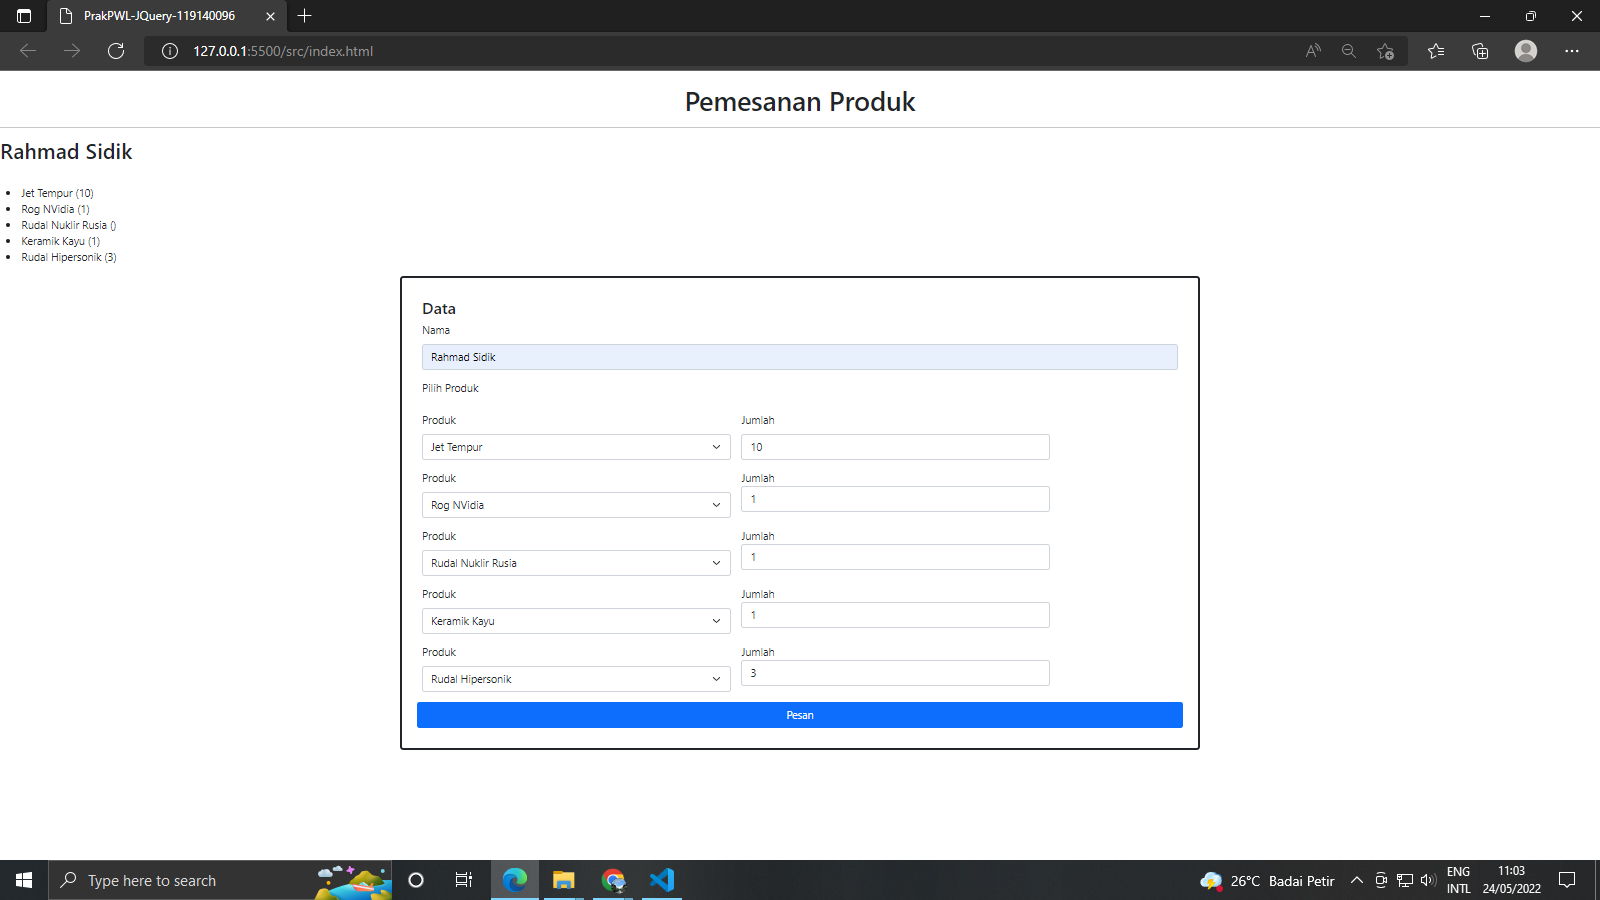 PrakPWL-JQuery-119140096
127.0.0.1:5500/src/index.html
Pemesanan Produk
Rahmad Sidik
Jet Tempur (10)
Rog NVidia (1)
Rudal Nuklir Rusia ()
Keramik Kayu (1)
Rudal Hipersonik (3)
Data
Nama
Rahmad Sidik
Pilih Produk
Produk Jumlah
Jet Tempur 10
Produk Jumlah
Rog NVidia 1
Produk Jumlah
Rudal Nuklir Rusia 1
Produk Jumlah
Keramik Kayu 1
Produk Jumlah
Rudal Hipersonik 3
Pesan
Type here to search
26°C Badai Petir
ENG
INTL
11:03
24/05/2022